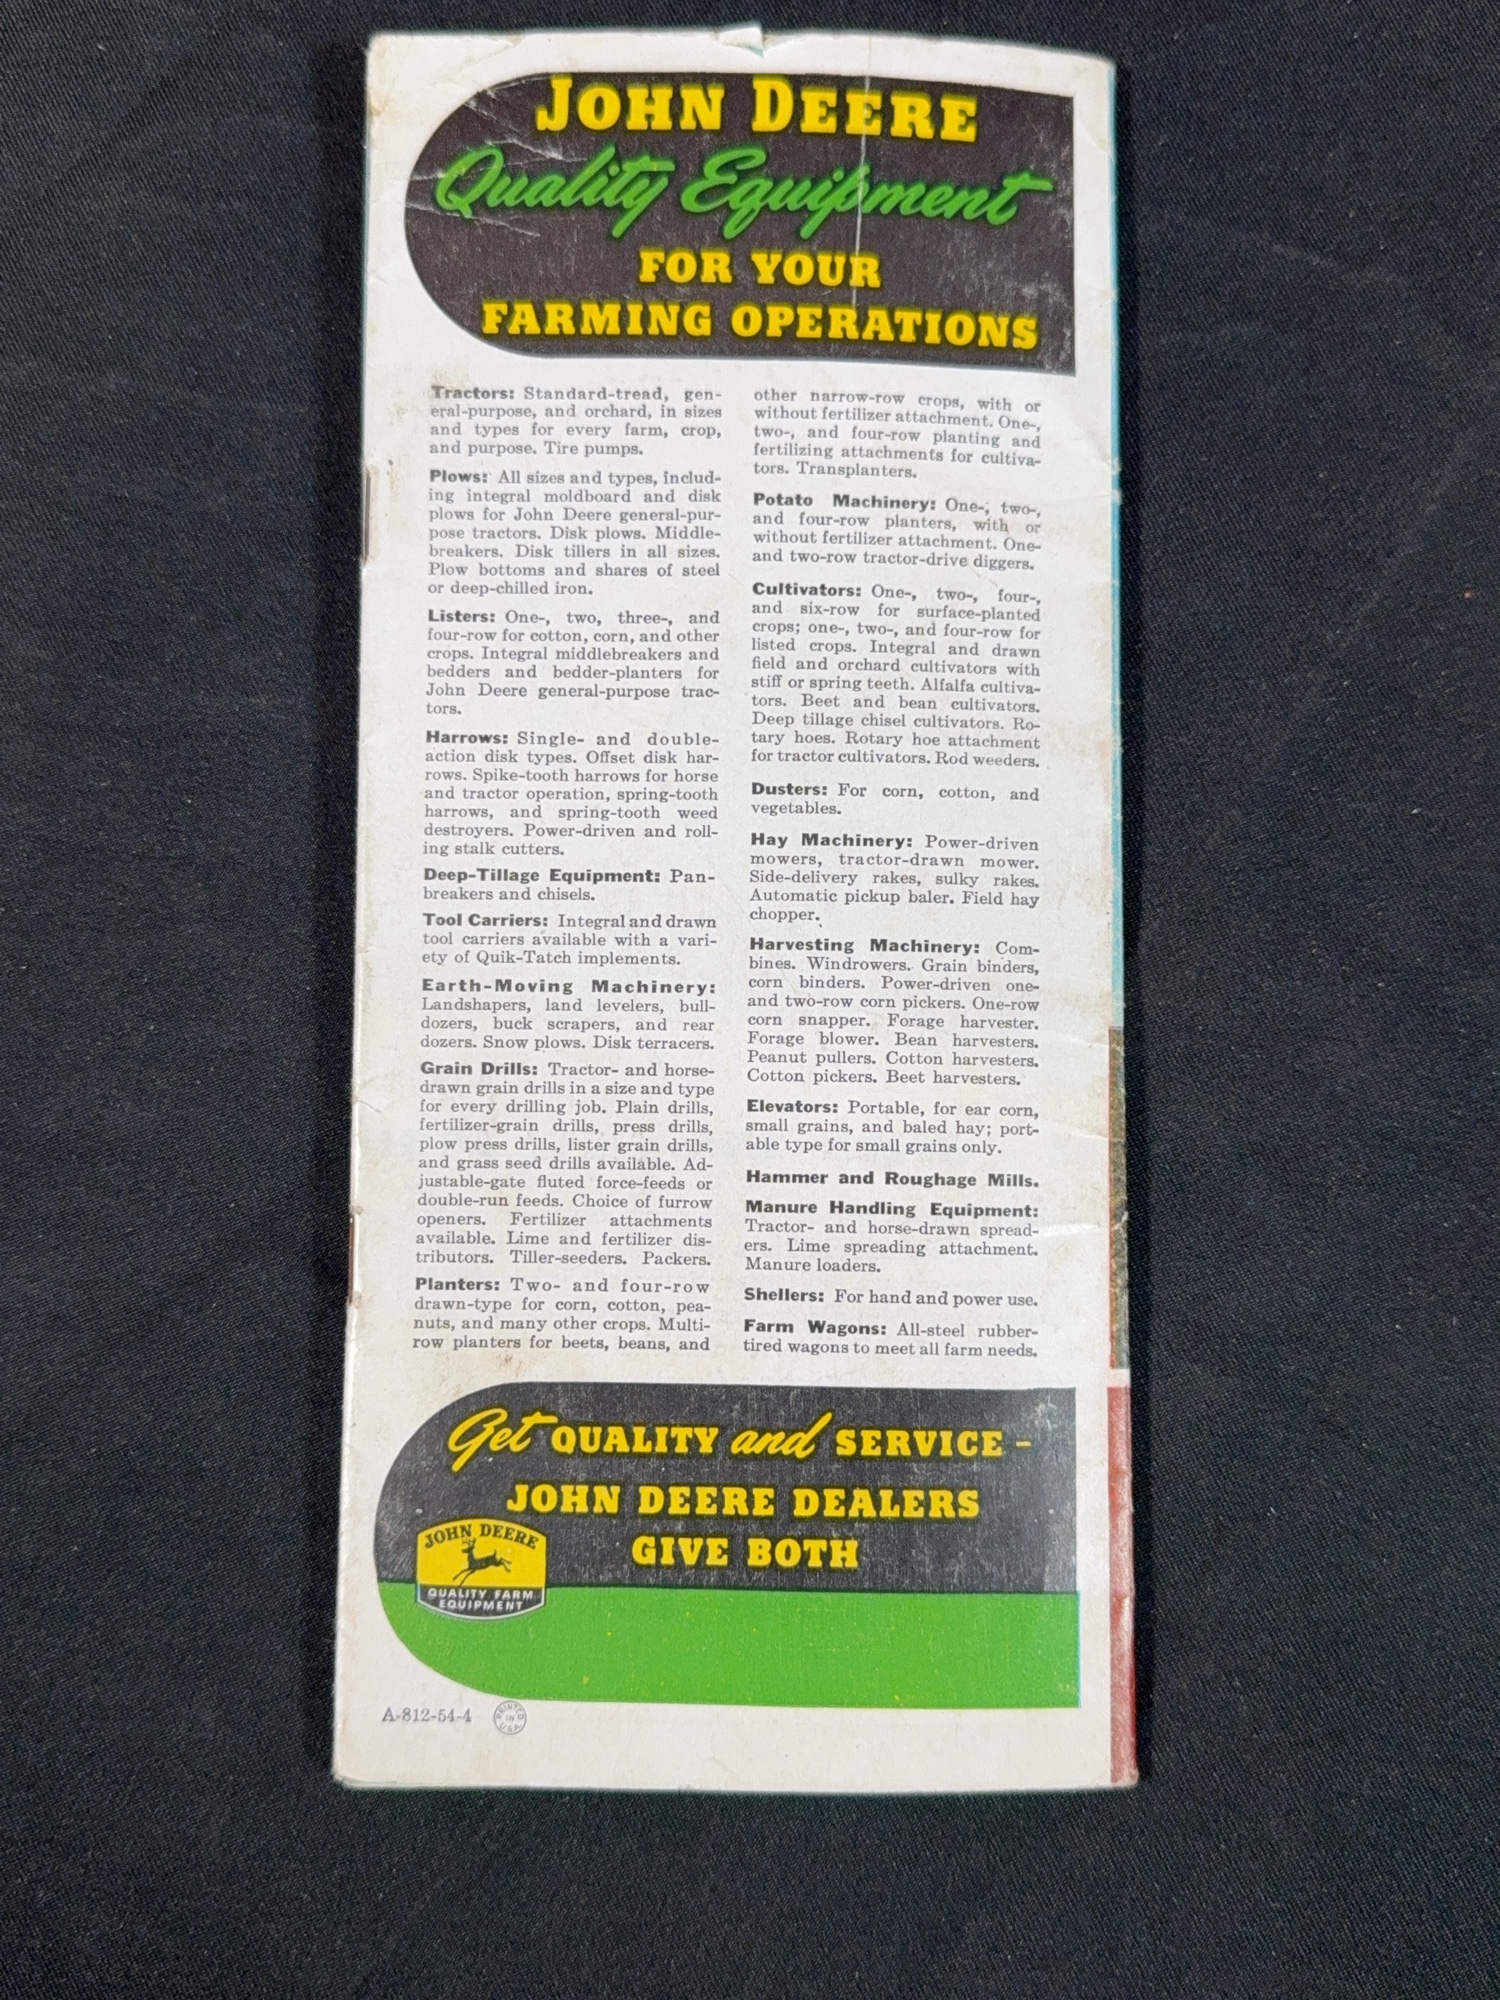 JOHN DEERE
Quality Equipment
FOR YOUR
FARMING OPERATIONS
Tractors: Standard-tread, gen-
eral-purpose, and orchard, in sizes
and types for every farm, crop,
and purpose. Tire pumps.
Plows: All sizes and types, includ-
ing integral moldboard and disk
plows for John Deere general-pur-
pose tractors. Disk plows. Middle-
breakers. Disk tillers in all sizes.
Plow bottoms and shares of steel
or deep-chilled iron.
Listers: One-, two, three-, and
four-row for cotton, corn, and other
crops. Integral middlebreakers and
bedders and bedder-planters for
John Deere general-purpose trac-
tors.
Harrows: Single- and double-
action disk types. Offset disk har-
rows. Spike-tooth harrows for horse
and tractor operation, spring-tooth
harrows, and spring-tooth weed
destroyers. Power-driven and roll-
ing stalk cutters.
Deep-Tillage Equipment: Pan-
breakers and chisels.
Tool Carriers: Integral and drawn
tool carriers available with a vari-
ety of Quik-Tatch implements.
Earth-Moving Machinery:
Landshapers, land levelers, bull-
dozers, buck scrapers, and rear
dozers. Snow plows. Disk terracers.
Grain Drills: Tractor- and horse-
drawn grain drills in a size and type
for every drilling job. Plain drills,
fertilizer-grain drills, press drills,
plow press drills, lister grain drills,
and grass seed drills available. Ad-
justable-gate fluted force-feeds or
double-run feeds. Choice of furrow
openers. Fertilizer attachments
available. Lime and fertilizer dis-
tributors. Tiller-seeders. Packers.
Planters: Two- and four-row
drawn-type for corn, cotton, pea-
nuts, and many other crops. Multi-
row planters for beets, beans, and
other narrow-row crops, with or
without fertilizer attachment. One-,
two-, and four-row planting and
fertilizing attachments for cultiva-
tors. Transplanters.
Potato Machinery: One-, two-,
and four-row planters, with or
without fertilizer attachment. One-
and two-row tractor-drive diggers.
Cultivators: One-, two-, four-,
and six-row for surface-planted
crops; one-, two-, and four-row for
listed crops. Integral and drawn
field and orchard cultivators with
stiff or spring teeth. Alfalfa cultiva-
tors. Beet and bean cultivators.
Deep tillage chisel cultivators. Ro-
tary hoes. Rotary hoe attachment
for tractor cultivators. Rod weeders.
Dusters: For corn, cotton, and
vegetables.
Hay Machinery: Power-driven
mowers, tractor-drawn mower.
Side-delivery rakes, sulky rakes.
Automatic pickup baler. Field hay
chopper.
Harvesting Machinery: Com-
bines. Windrowers. Grain binders,
corn binders. Power-driven one-
and two-row corn pickers. One-row
corn snapper. Forage harvester.
Forage blower. Bean harvesters.
Peanut pullers. Cotton harvesters.
Cotton pickers. Beet harvesters.
Elevators: Portable, for ear corn,
small grains, and baled hay; port-
able type for small grains only.
Hammer and Roughage Mills.
Manure Handling Equipment:
Tractor- and horse-drawn spread-
ers. Lime spreading attachment.
Manure loaders.
Shellers: For hand and power use.
Farm Wagons: All-steel rubber-
tired wagons to meet all farm needs.
Get QUALITY and SERVICE -
JOHN DEERE DEALERS
GIVE BOTH
JOHN DEERE
QUALITY FARM
EQUIPMENT
A-812-54-4
PRINTED
IN
U.S.A.